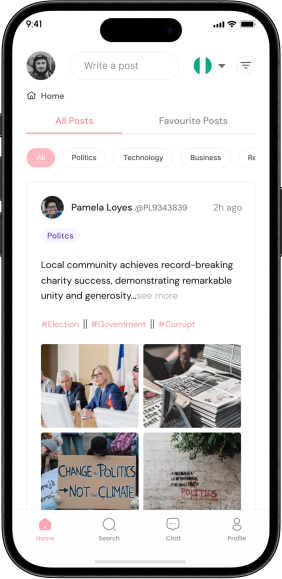 9:41
Write a post
Home
All Posts
Favourite Posts
All
Politics
Technology
Business
Re
Pamela Loyes @PL9343839
2h ago
Politcs
Local community achieves record-breaking
charity success, demonstrating remarkable
unity and generosity...see more
#Election || #Government || #Currupt
CHANGE POLITICS
→NOT CLIMATE
POLITICS
Home
Search
Chat
Profile